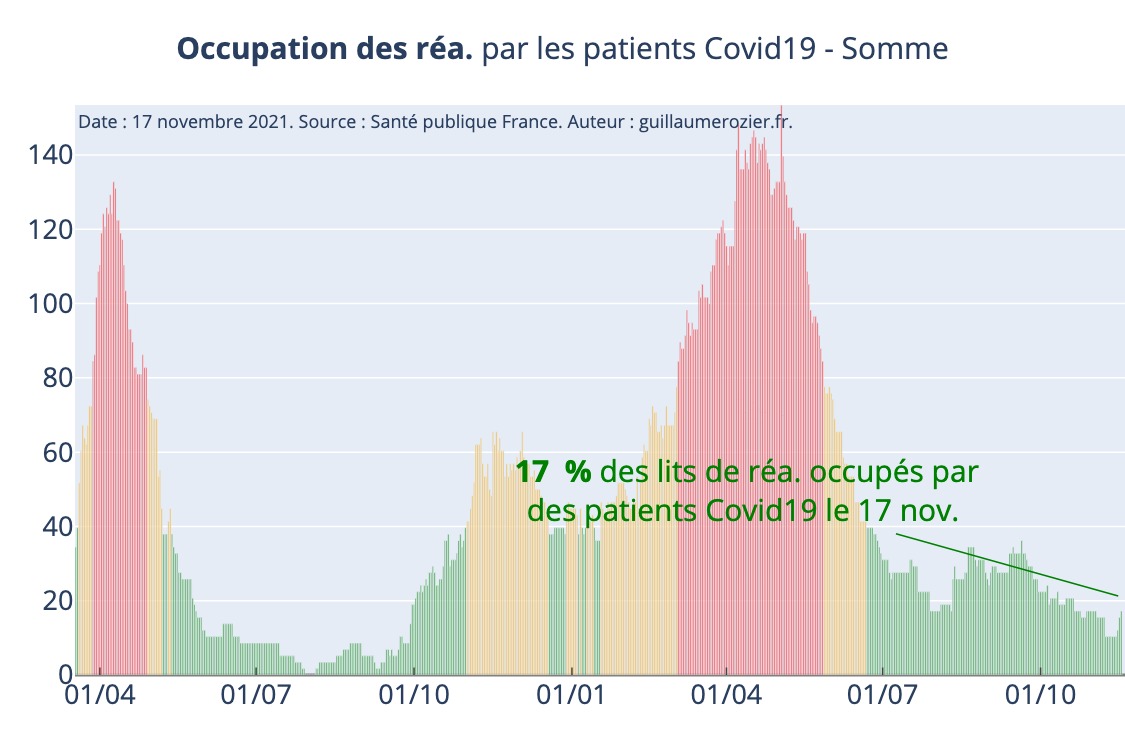 Occupation des réa. par les patients Covid19 - Somme
Date : 17 novembre 2021. Source : Santé publique France. Auteur : guillaumerozier.fr.
140
120
100
80
60
40
20
0
17 % des lits de réa. occupés par
des patients Covid19 le 17 nov.
01/04 01/07 01/10 01/01 01/04 01/07 01/10